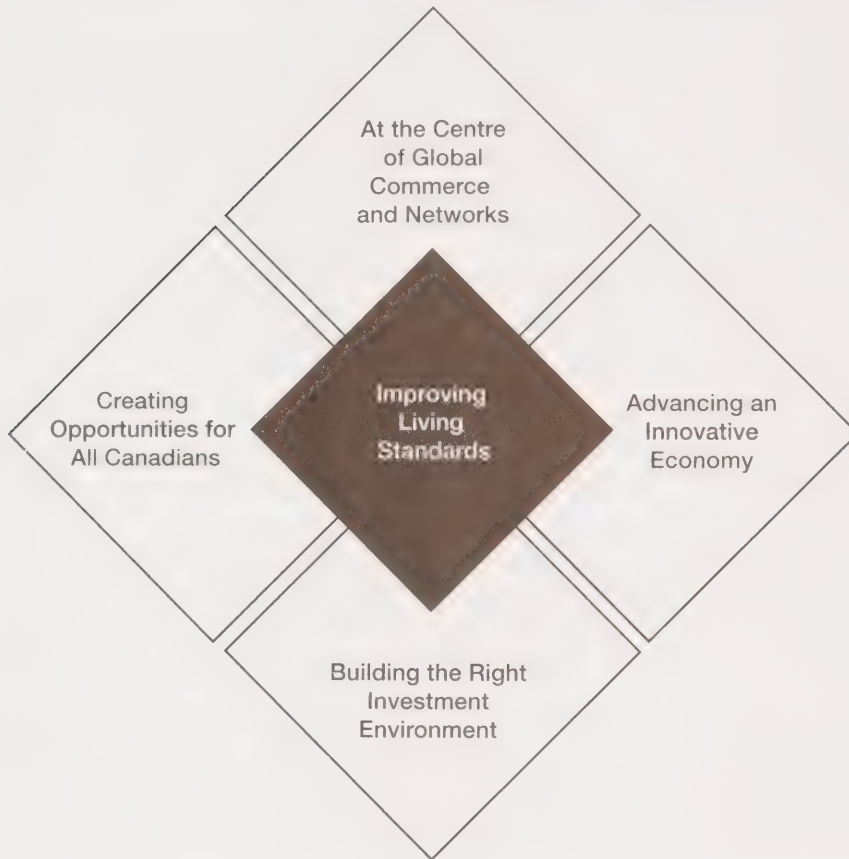 At the Centre
of Global
Commerce
and Networks
Creating
Opportunities for
All Canadians
Improving
Living
Standards
Advancing an
Innovative
Economy
Building the Right
Investment
Environment